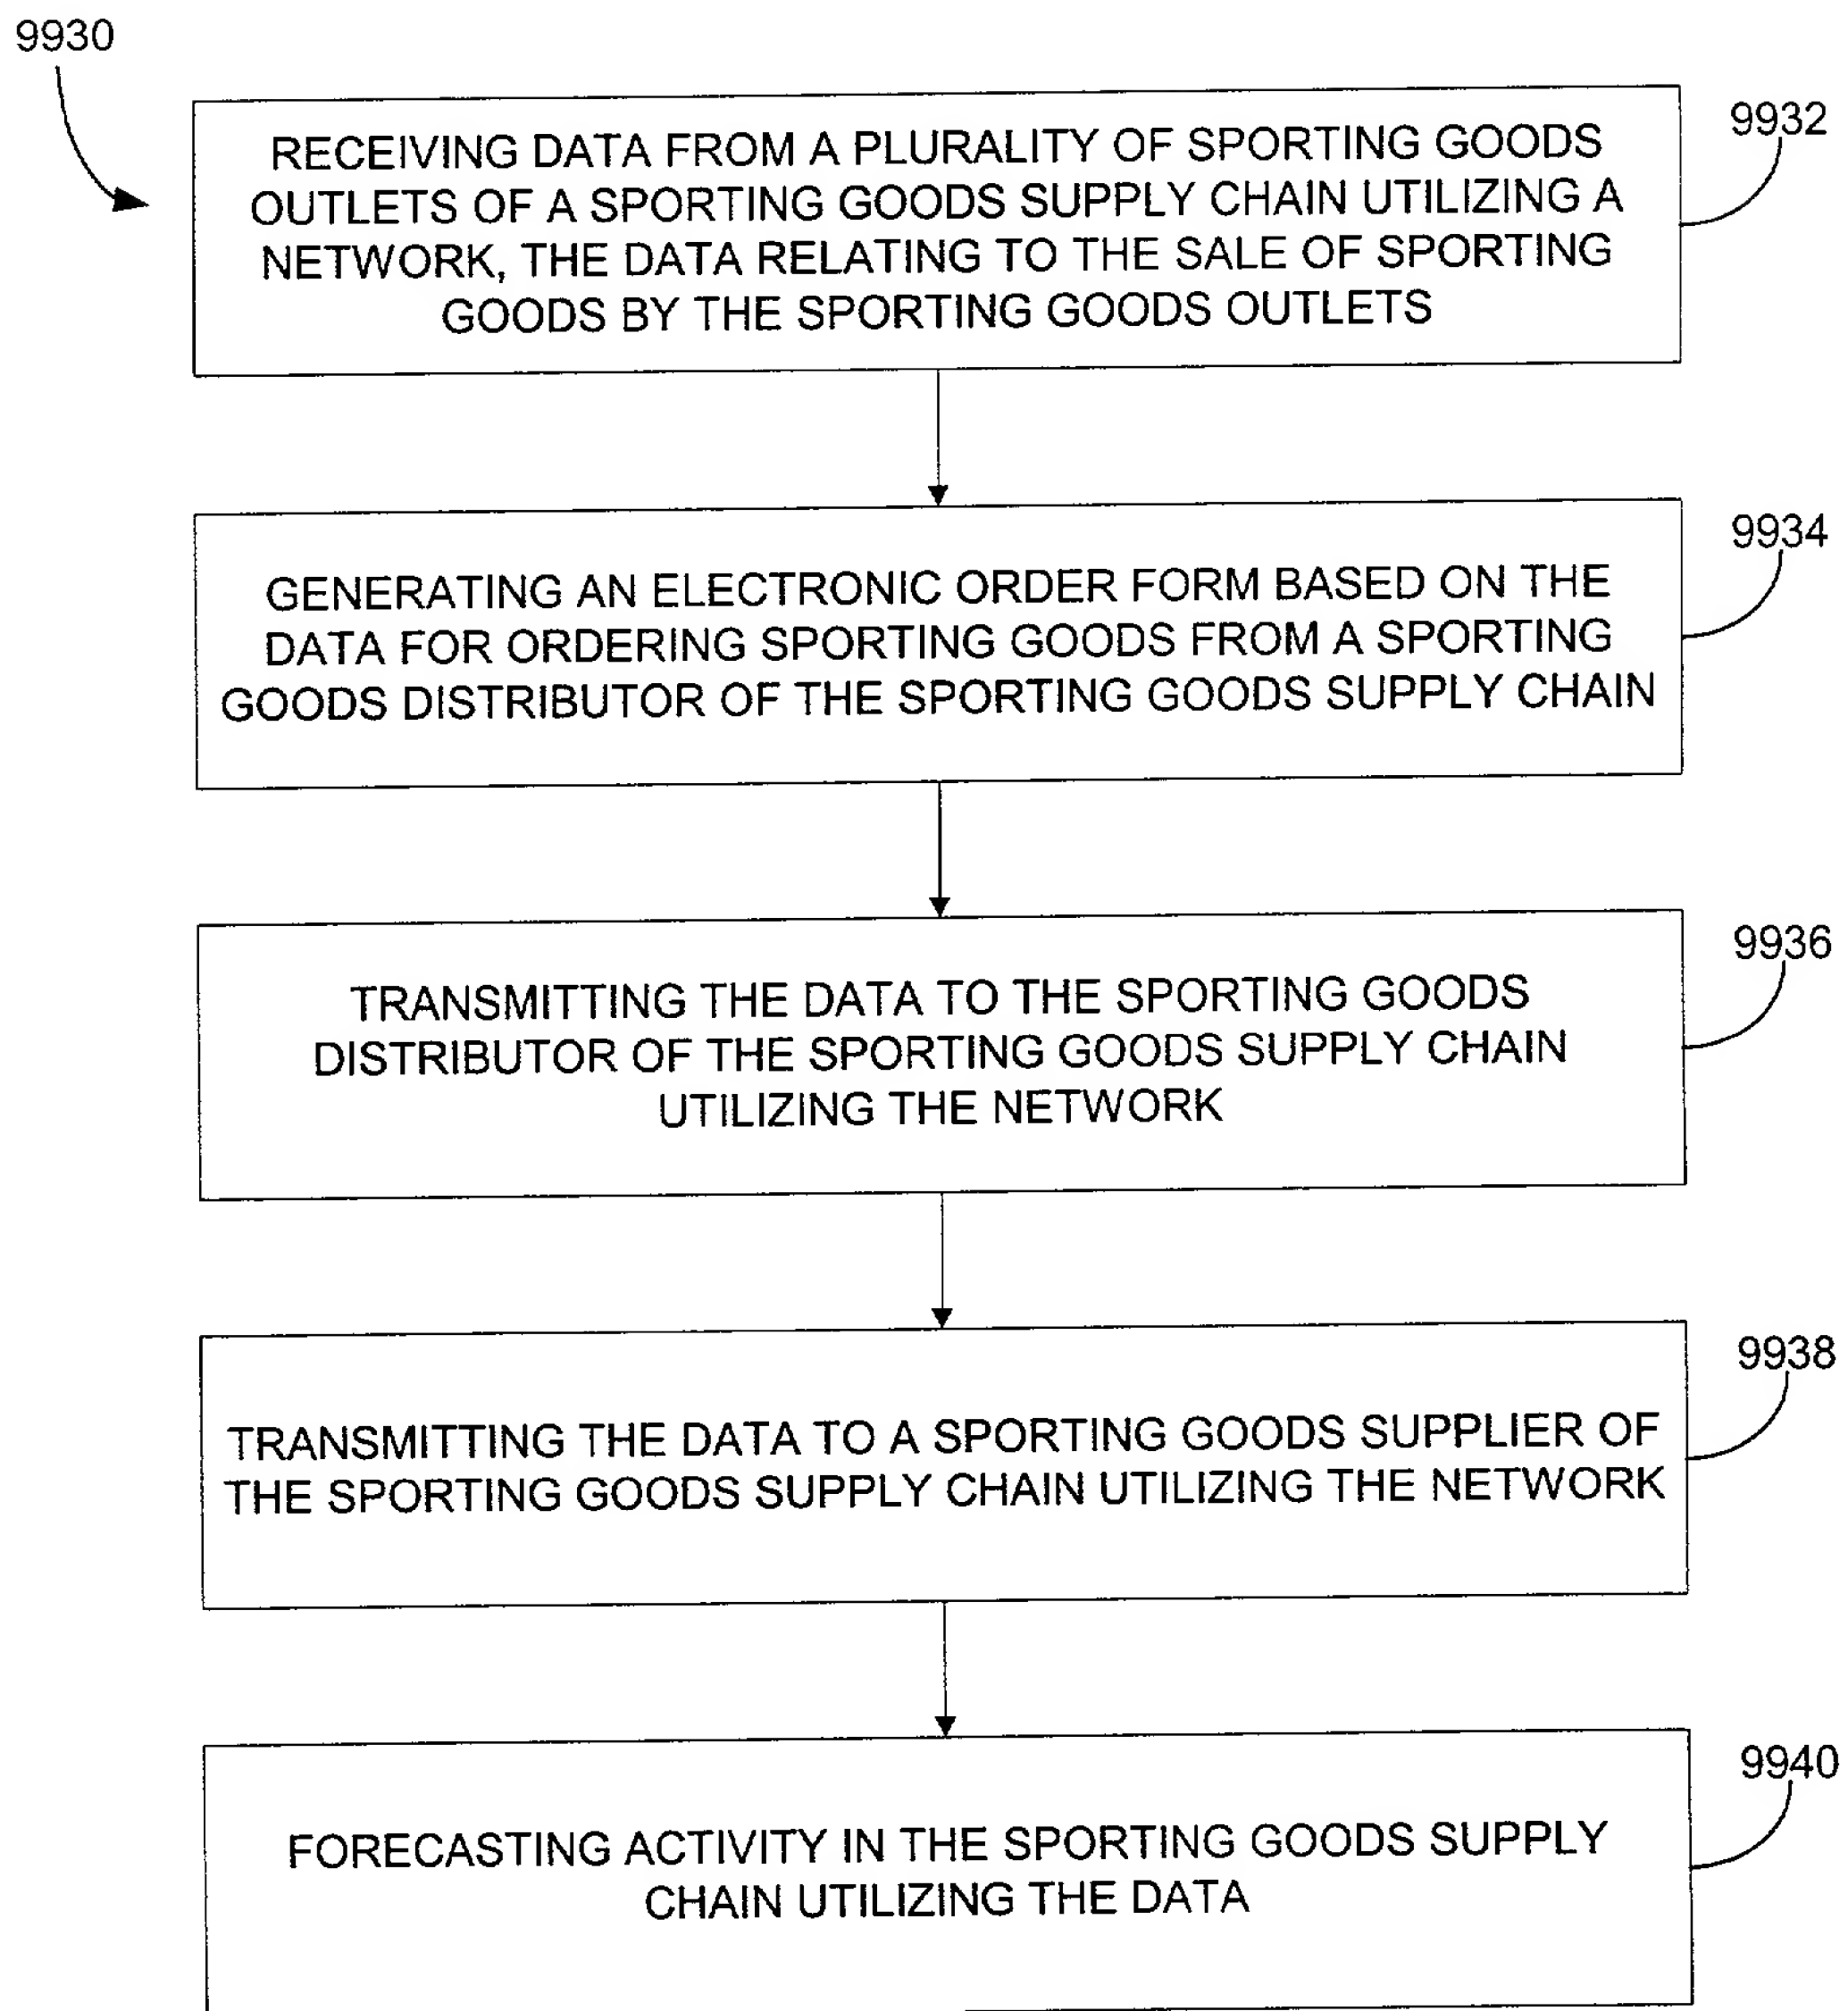 9930
9932
RECEIVING DATA FROM A PLURALITY OF SPORTING GOODS
OUTLETS OF A SPORTING GOODS SUPPLY CHAIN UTILIZING A
NETWORK, THE DATA RELATING TO THE SALE OF SPORTING
GOODS BY THE SPORTING GOODS OUTLETS
9934
GENERATING AN ELECTRONIC ORDER FORM BASED ON THE
DATA FOR ORDERING SPORTING GOODS FROM A SPORTING
GOODS DISTRIBUTOR OF THE SPORTING GOODS SUPPLY CHAIN
9936
TRANSMITTING THE DATA TO THE SPORTING GOODS
DISTRIBUTOR OF THE SPORTING GOODS SUPPLY CHAIN
UTILIZING THE NETWORK
9938
TRANSMITTING THE DATA TO A SPORTING GOODS SUPPLIER OF
THE SPORTING GOODS SUPPLY CHAIN UTILIZING THE NETWORK
9940
FORECASTING ACTIVITY IN THE SPORTING GOODS SUPPLY
CHAIN UTILIZING THE DATA